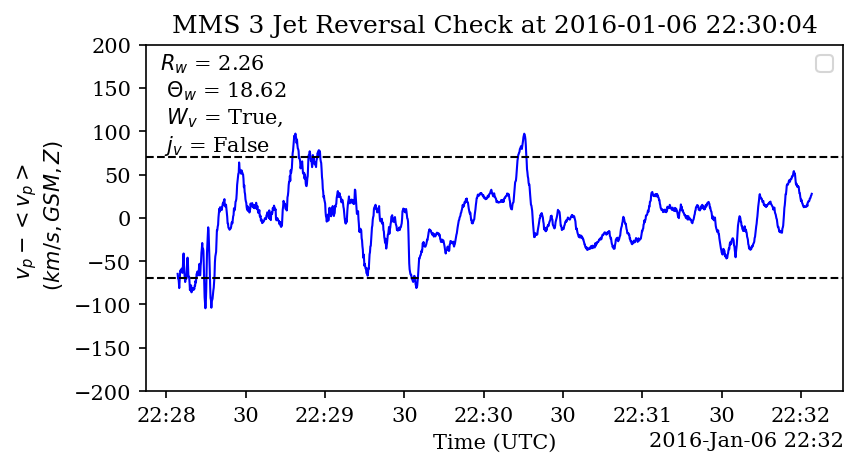 MMS 3 Jet Reversal Check at 2016-01-06 22:30:04
R_w = 2.26
Θ_w = 18.62
W_v = True,
j_v = False
v_p − < v_p >
(km/s, GSM, Z)
200
150
100
50
0
−50
−100
−150
−200
22:28 30 22:29 30 22:30 30 22:31 30 22:32
Time (UTC)
2016-Jan-06 22:32